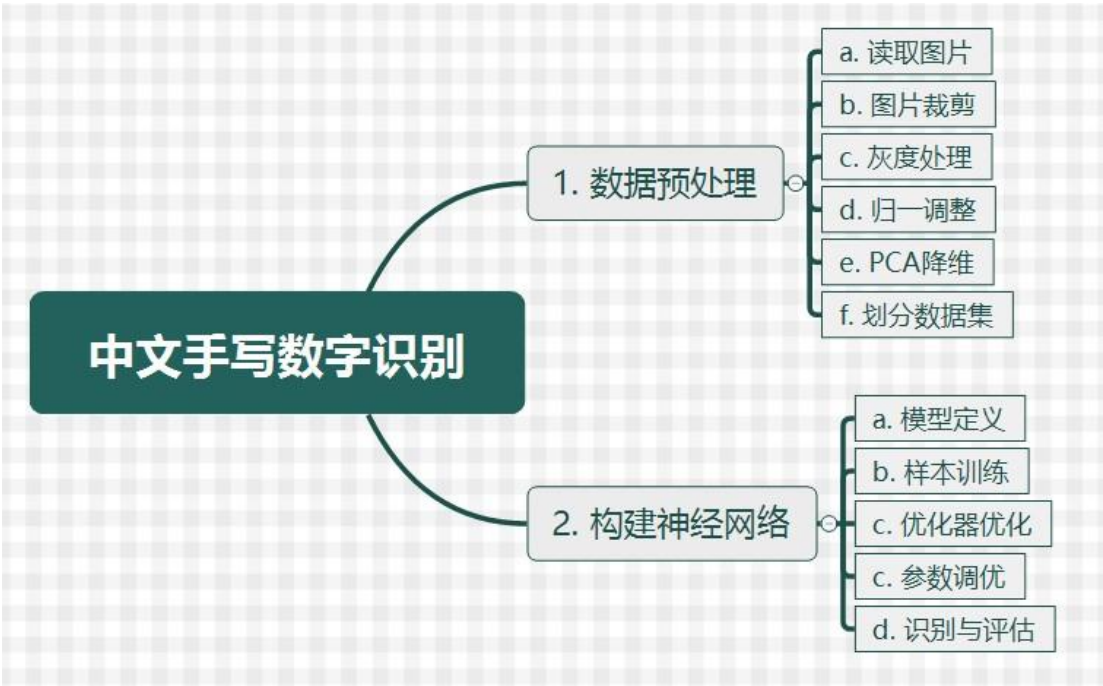 中文手写数字识别
1. 数据预处理
a. 读取图片
b. 图片裁剪
c. 灰度处理
d. 归一调整
e. PCA降维
f. 划分数据集
2. 构建神经网络
a. 模型定义
b. 样本训练
c. 优化器优化
c. 参数调优
d. 识别与评估